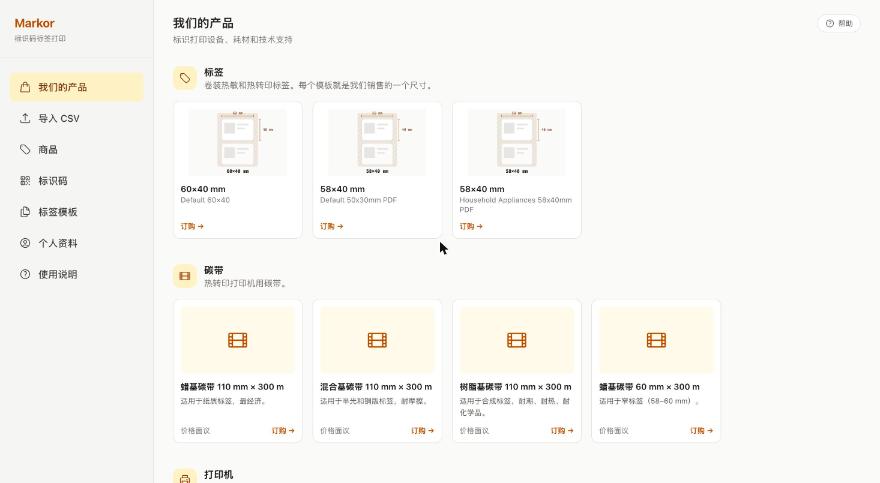 Markor
标识码标签打印
我们的产品
导入 CSV
商品
标识码
标签模板
个人资料
使用说明
我们的产品
标识打印设备、耗材和技术支持
帮助
标签
卷装热敏和热转印标签。每个模板就是我们销售的一个尺寸。
60×40 mm
60×40 mm
Default 60×40
订购 →
58×40 mm
58×40 mm
Default 50x30mm PDF
订购 →
58×40 mm
58×40 mm
Household Appliances 58x40mm
PDF
订购 →
碳带
热转印打印机用碳带。
蜡基碳带 110 mm × 300 m
适用于纸质标签，最经济。
价格面议
订购 →
混合基碳带 110 mm × 300 m
适用于半光和铜版标签，耐摩擦。
价格面议
订购 →
树脂基碳带 110 mm × 300 m
适用于合成标签，耐潮、耐热、耐
化学品。
价格面议
订购 →
蜡基碳带 60 mm × 300 m
适用于窄标签（58–60 mm）。
价格面议
订购 →
打印机